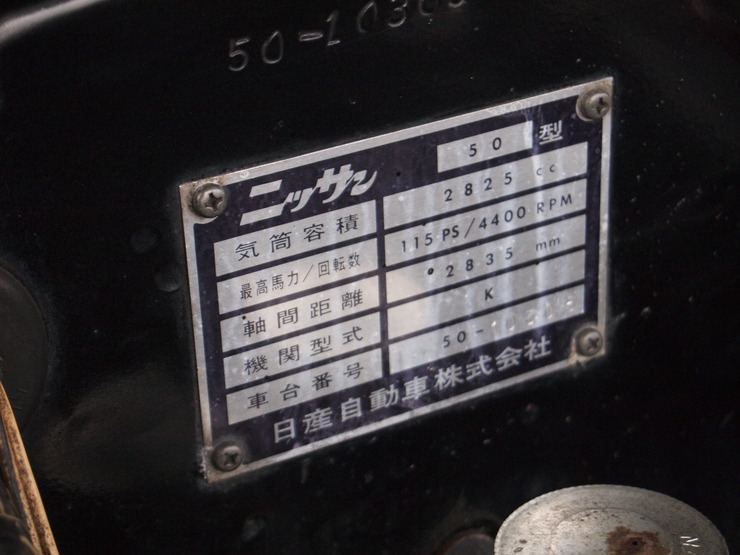 50-1030
ニッサン 50 型
気筒容積 2825 cc
最高馬力/回転数 115 PS/4400 RPM
軸間距離 2835 mm
機関型式 K
車台番号 50-
日産自動車株式会社
N